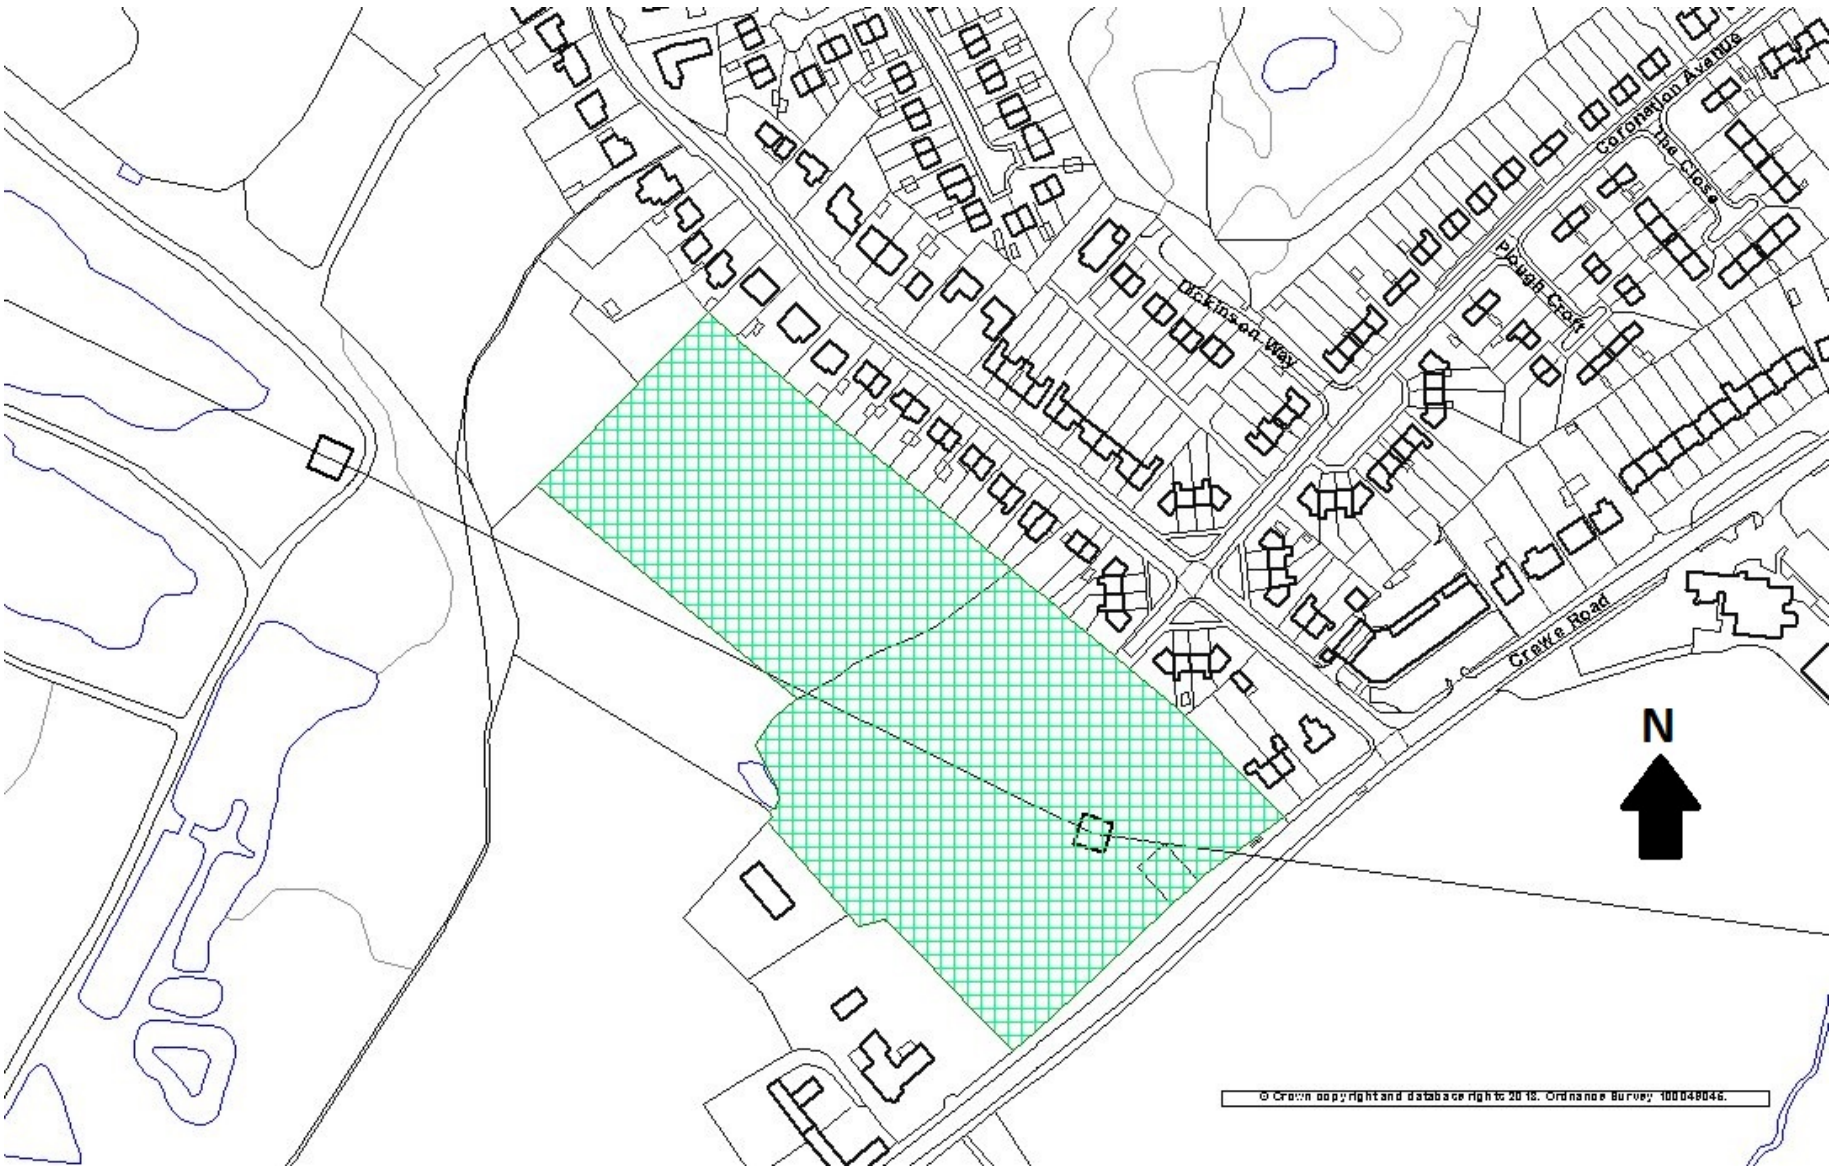 Coronation Avenue
The Close
Plough Croft
Dickinson Way
Crewe Road
N
© Crown copyright and database rights 2018. Ordnance Survey 100049046.